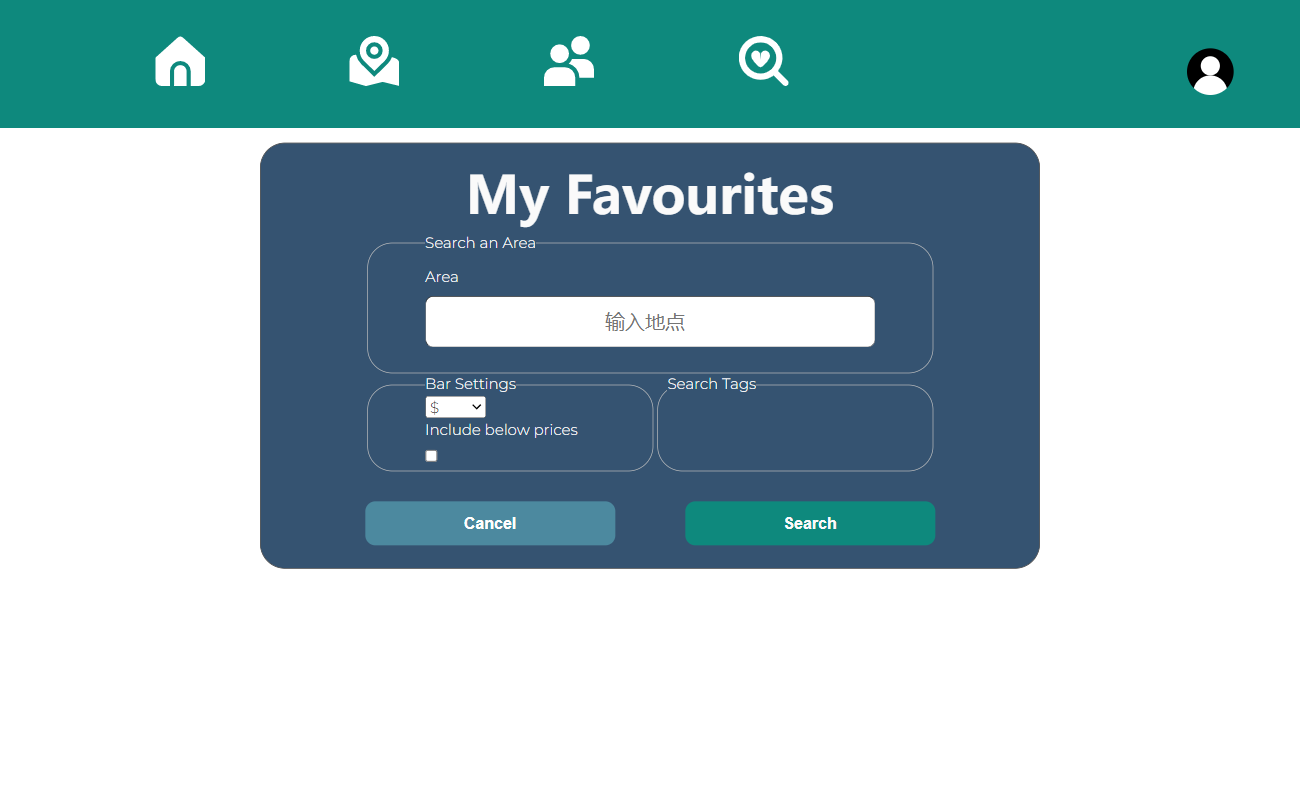 My Favourites
Search an Area
Area
输入地点
Bar Settings
Search Tags
$
Include below prices
Cancel
Search